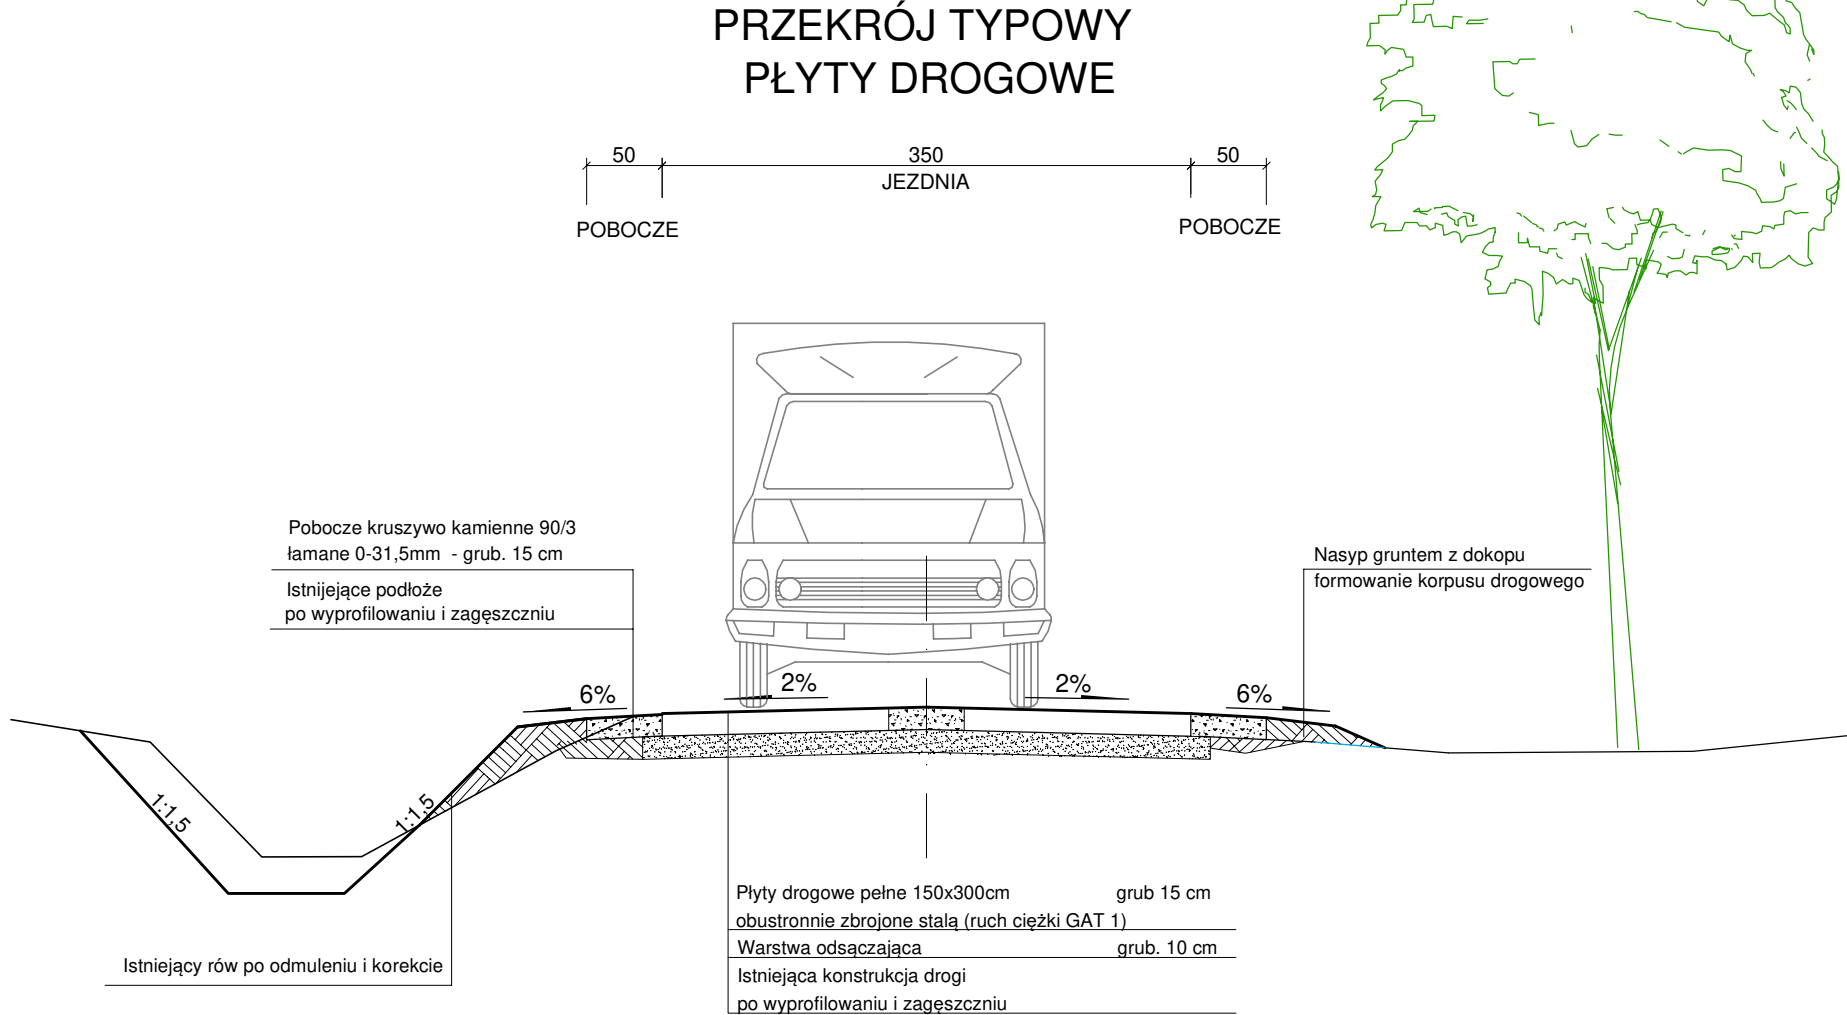 PRZEKRÓJ TYPOWY
PŁYTY DROGOWE
50
350
50
JEZDNIA
POBOCZE
POBOCZE
Pobocze kruszywo kamienne 90/3
łamane 0-31,5mm - grub. 15 cm
Istnijejące podłoże
po wyprofilowaniu i zagęszczniu
Nasyp gruntem z dokopu
formowanie korpusu drogowego
6%
2%
2%
6%
1:1,5
1:1,5
Płyty drogowe pełne 150x300cm grub 15 cm
obustronnie zbrojone stalą (ruch ciężki GAT 1)
Warstwa odsączająca grub. 10 cm
Istniejąca konstrukcja drogi
po wyprofilowaniu i zagęszczniu
Istniejący rów po odmuleniu i korekcie